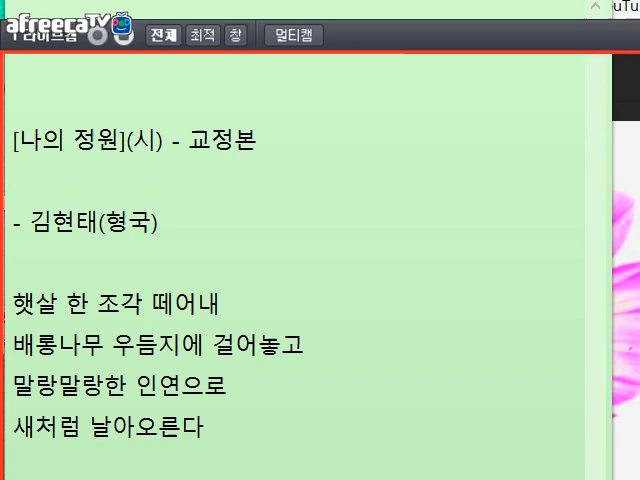 afreecaTV
전체 최적 창 멀티캠
[나의 정원](시) - 교정본
- 김현태(형국)
햇살 한 조각 떼어내
배롱나무 우듬지에 걸어놓고
말랑말랑한 인연으로
새처럼 날아오른다